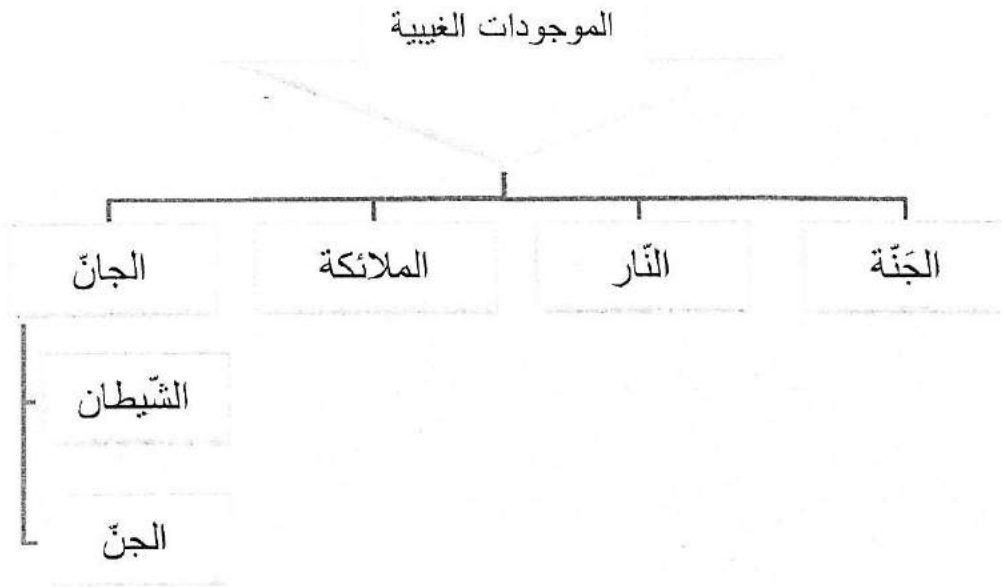 الموجودات الغيبية
الجَنّة
النّار
الملائكة
الجانّ
الشّيطان
الجنّ